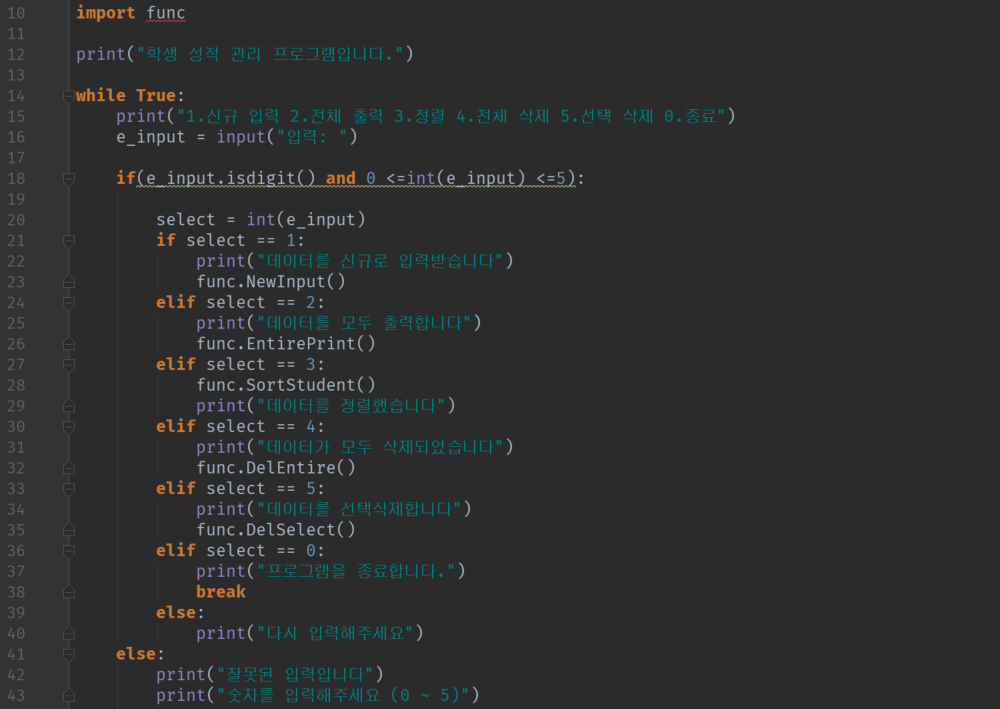 10 import func
11
12 print("학생 성적 관리 프로그램입니다.")
13
14 while True:
15     print("1.신규 입력 2.전체 출력 3.정렬 4.전체 삭제 5.선택 삭제 0.종료")
16     e_input = input("입력: ")
17
18     if(e_input.isdigit() and 0 <=int(e_input) <=5):
19
20         select = int(e_input)
21         if select == 1:
22             print("데이터를 신규로 입력받습니다")
23             func.NewInput()
24         elif select == 2:
25             print("데이터를 모두 출력합니다")
26             func.EntirePrint()
27         elif select == 3:
28             func.SortStudent()
29             print("데이터를 정렬했습니다")
30         elif select == 4:
31             print("데이터가 모두 삭제되었습니다")
32             func.DelEntire()
33         elif select == 5:
34             print("데이터를 선택삭제합니다")
35             func.DelSelect()
36         elif select == 0:
37             print("프로그램을 종료합니다.")
38             break
39         else:
40             print("다시 입력해주세요")
41     else:
42         print("잘못된 입력입니다")
43         print("숫자를 입력해주세요 (0 ~ 5)")